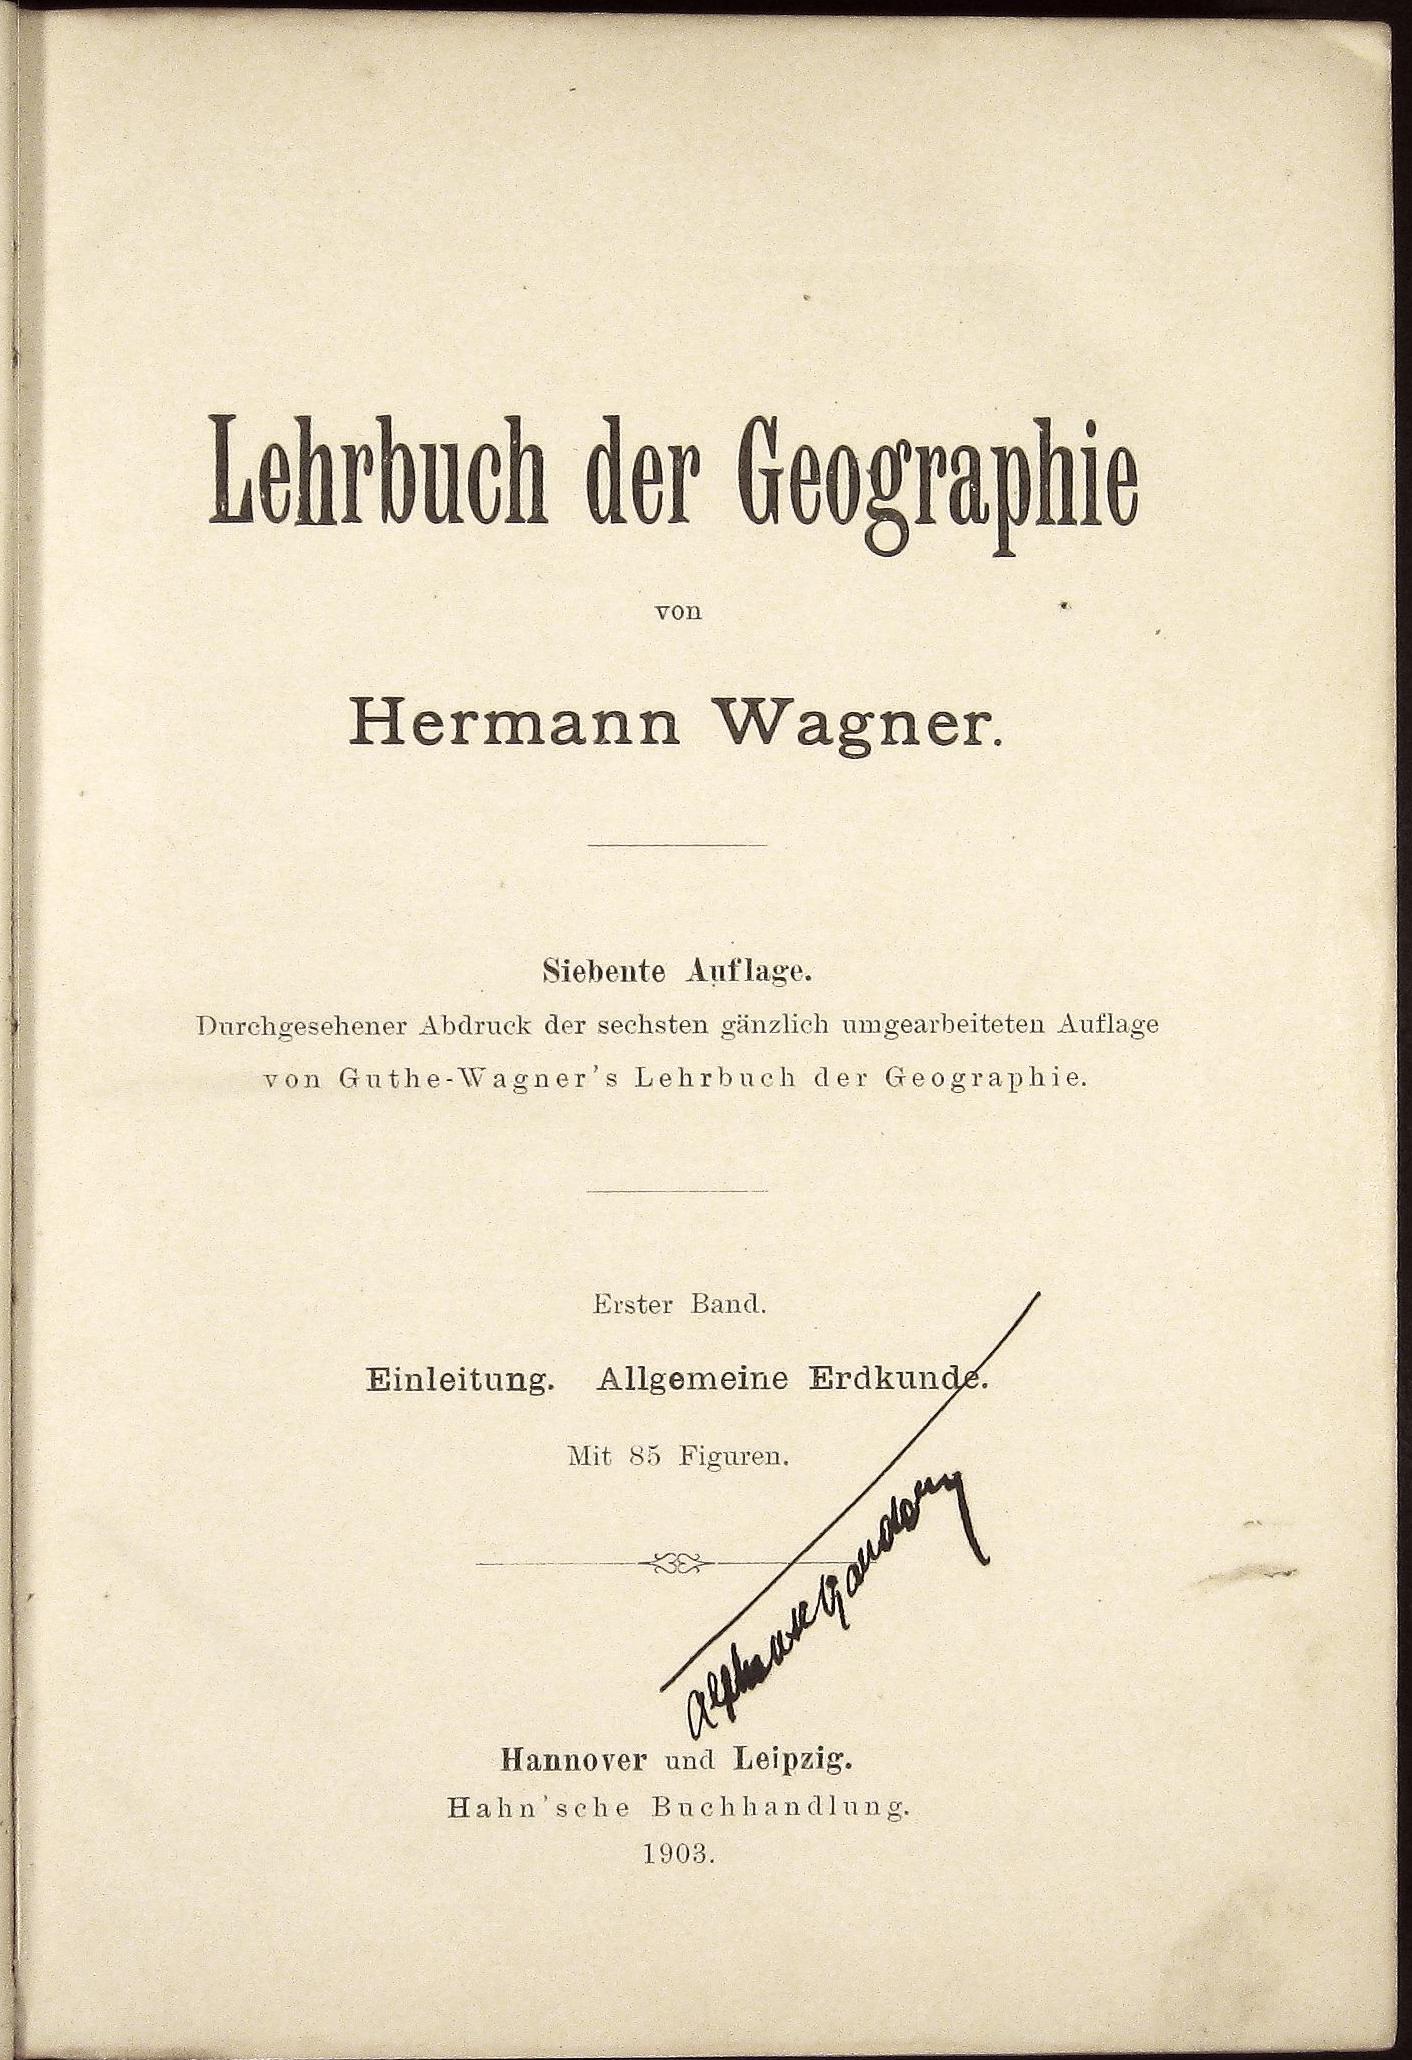 Lehrbuch der Geographie
von
Hermann Wagner.
Siebente Auflage.
Durchgesehener Abdruck der sechsten gänzlich umgearbeiteten Auflage
von Guthe-Wagner's Lehrbuch der Geographie.
Erster Band.
Einleitung. Allgemeine Erdkunde.
Mit 85 Figuren.
Hannover und Leipzig.
Hahn'sche Buchhandlung.
1903.